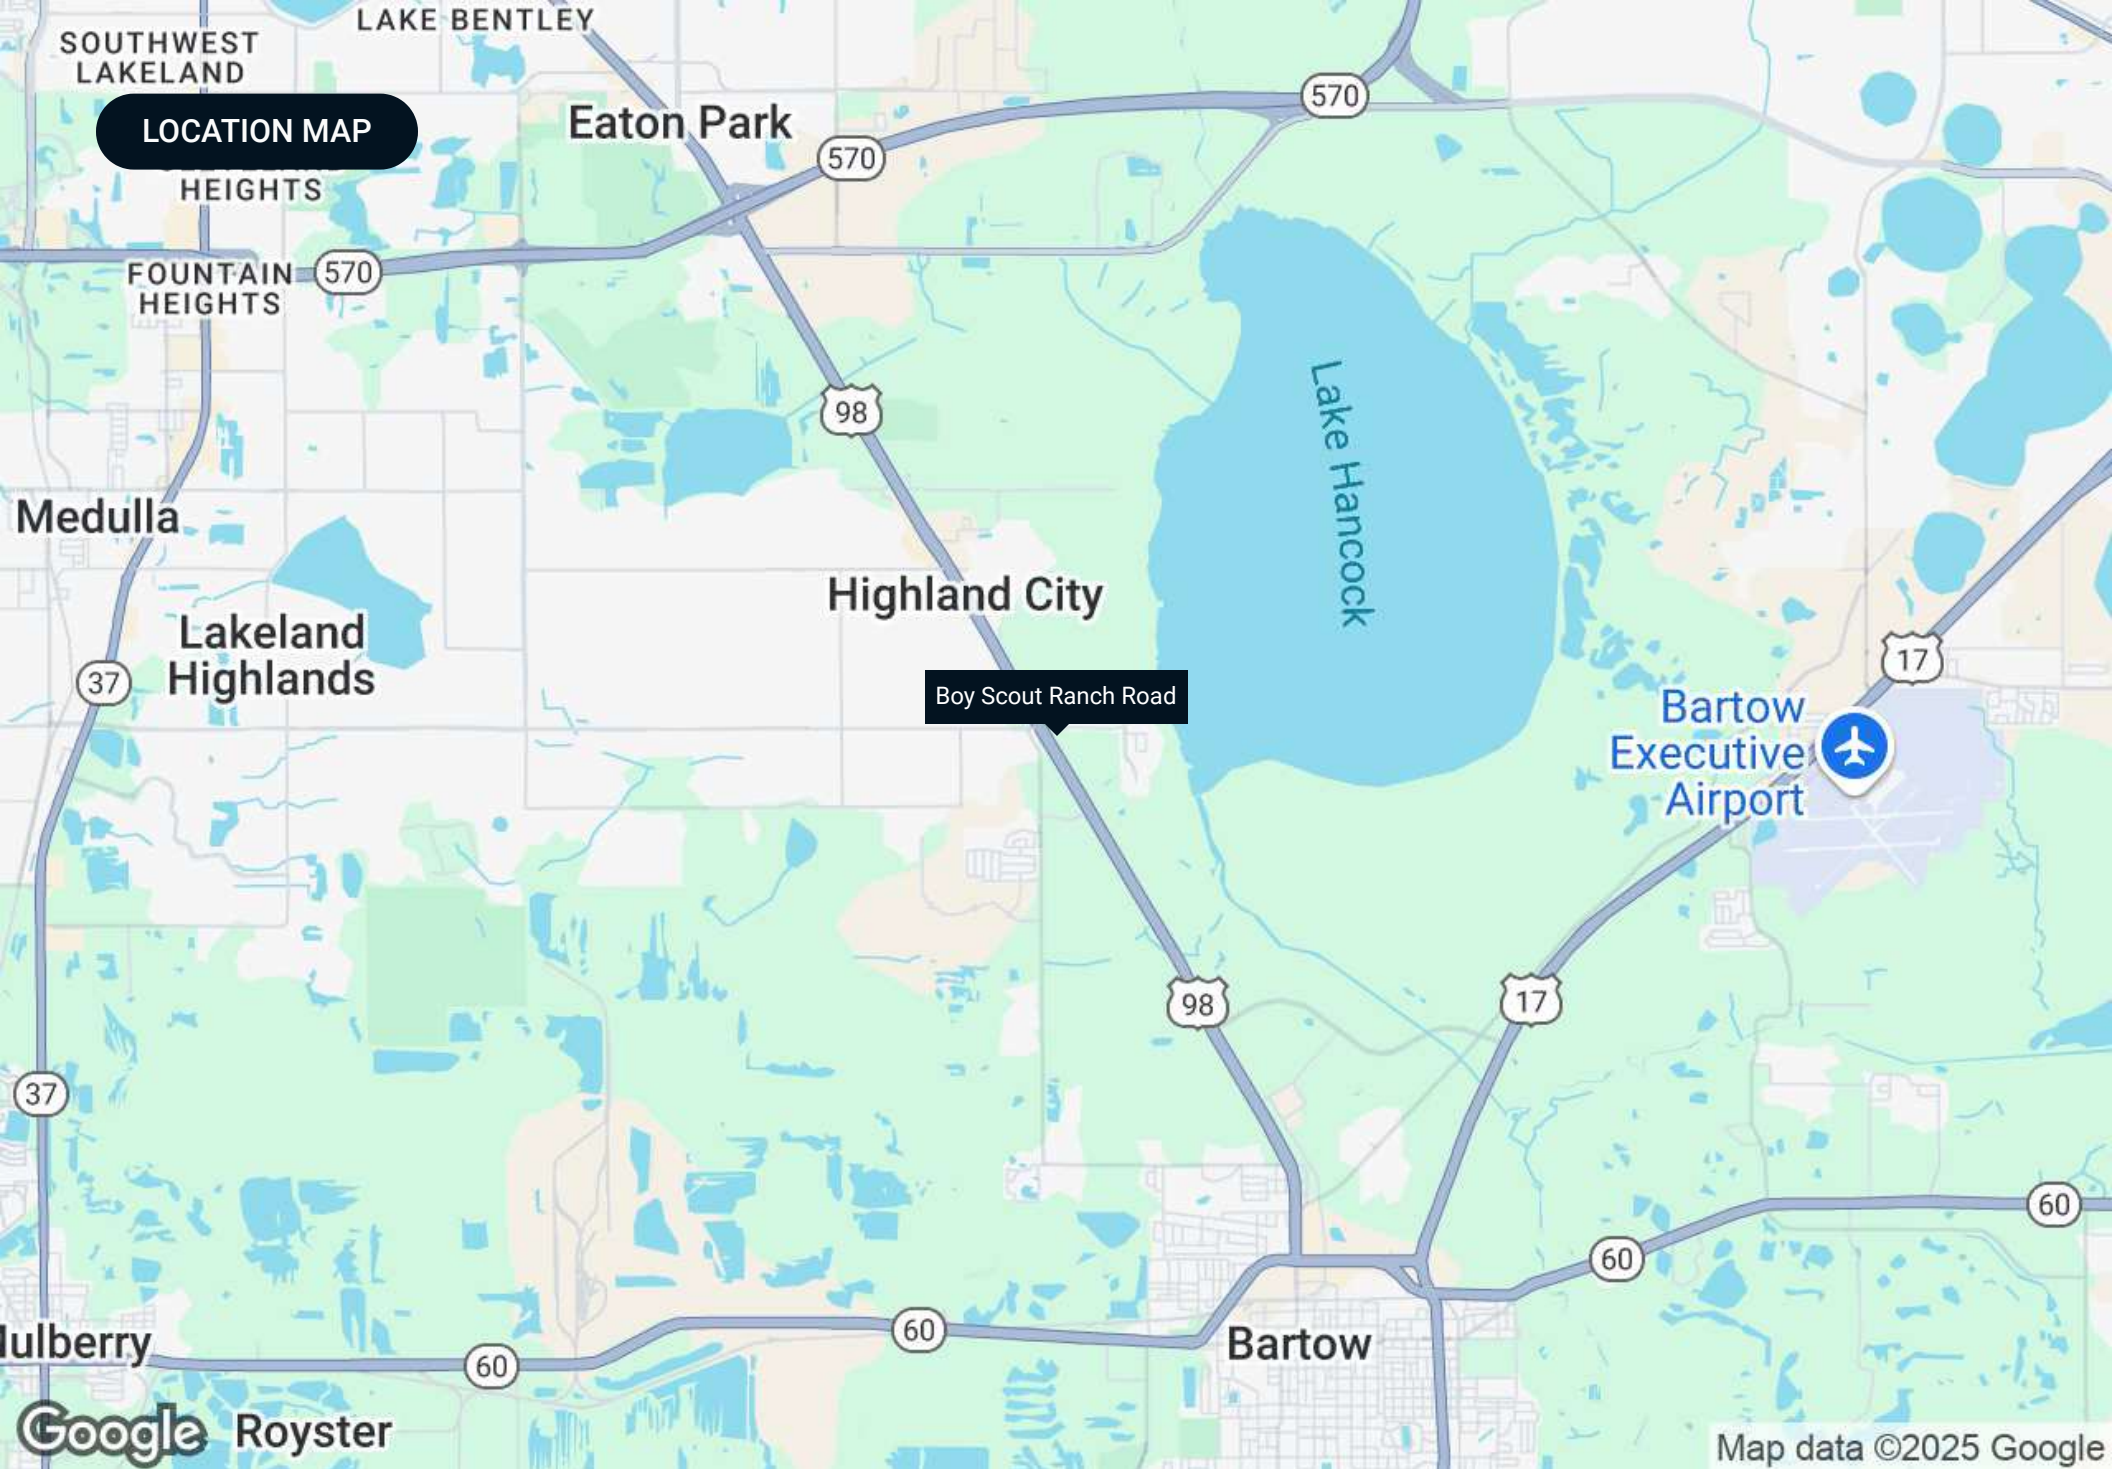 LAKE BENTLEY
SOUTHWEST
LAKELAND
LOCATION MAP
HEIGHTS
Eaton Park
570
570
FOUNTAIN
HEIGHTS
570
98
Lake Hancock
Medulla
Highland City
Lakeland
Highlands
37
17
Boy Scout Ranch Road
Bartow
Executive
Airport
98
17
37
60
60
60
60
Mulberry
Bartow
Google
Royster
Map data ©2025 Google